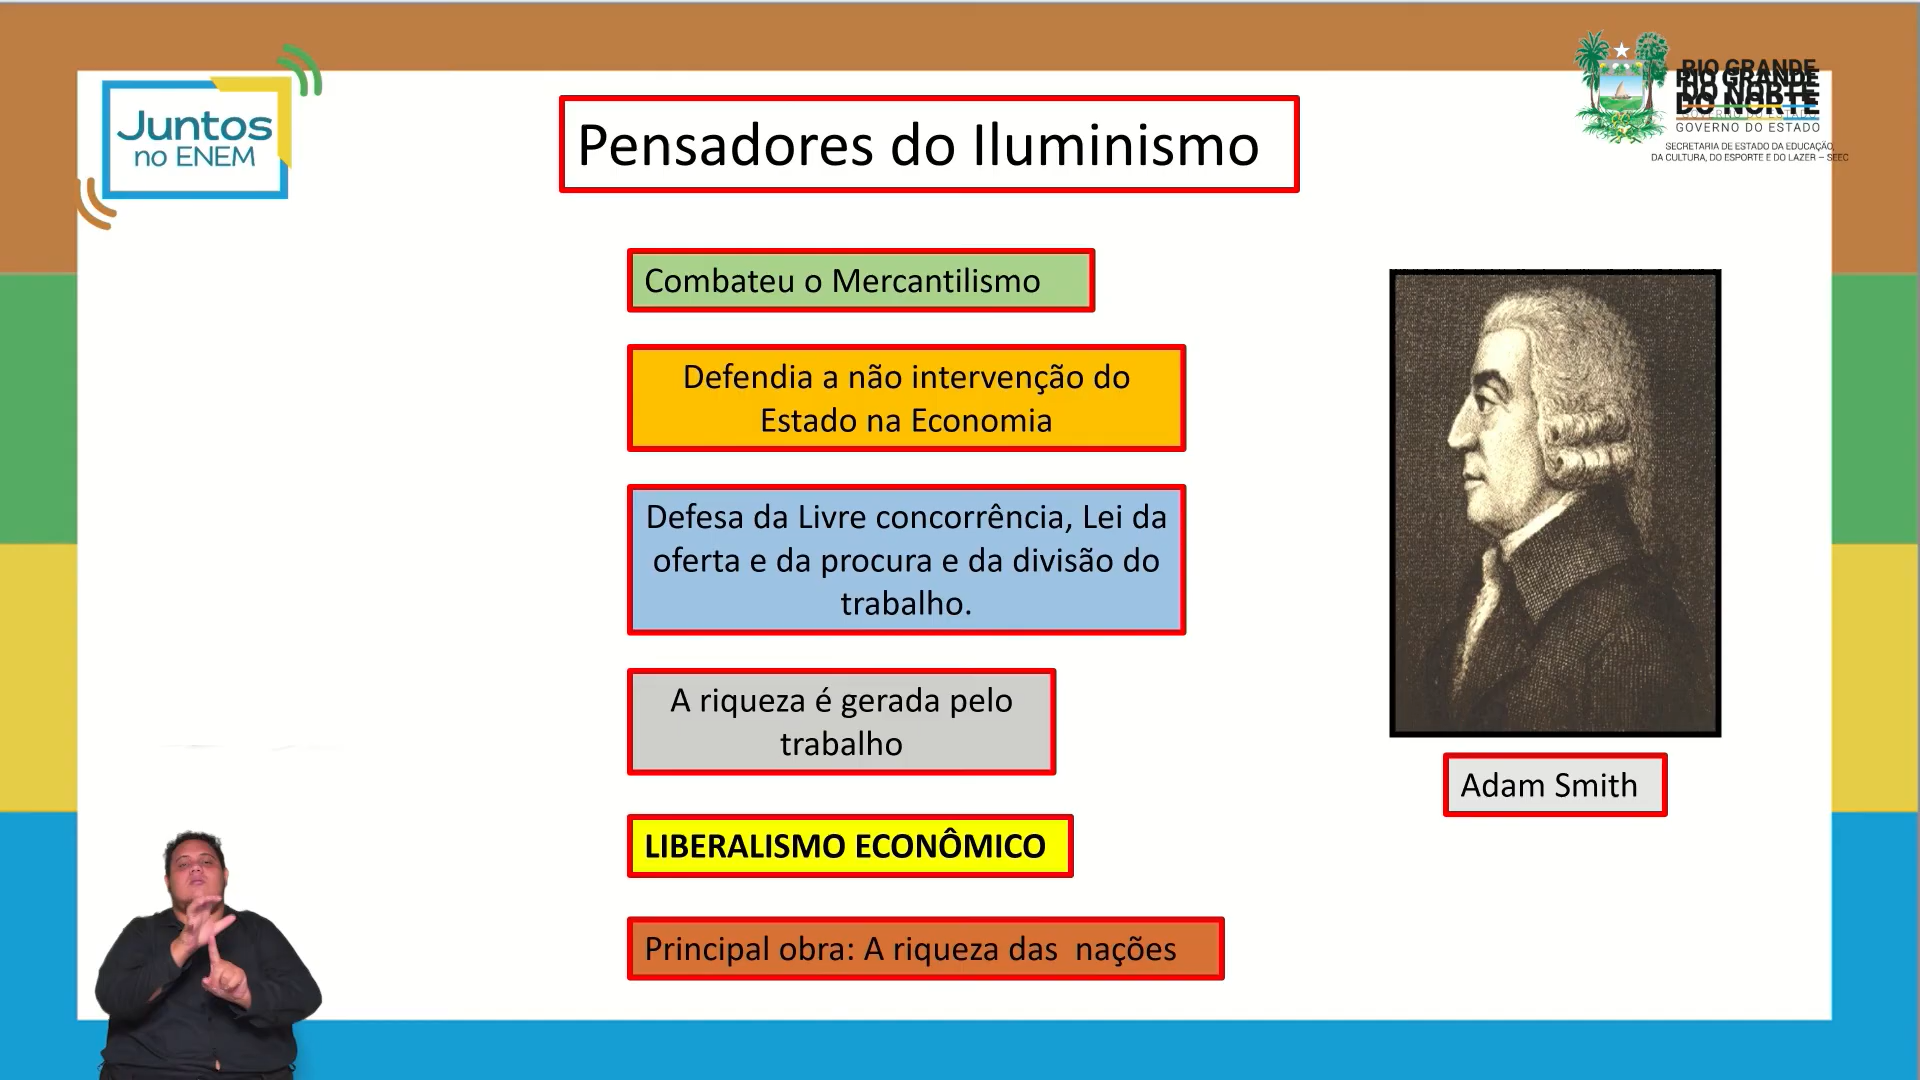 Juntos
no ENEM
Pensadores do Iluminismo
RIO GRANDE
DO NORTE
GOVERNO DO ESTADO
SECRETARIA DE ESTADO DA EDUCAÇÃO,
DA CULTURA, DO ESPORTE E DO LAZER – SEEC
Combateu o Mercantilismo
Defendia a não intervenção do
Estado na Economia
Defesa da Livre concorrência, Lei da
oferta e da procura e da divisão do
trabalho.
A riqueza é gerada pelo
trabalho
LIBERALISMO ECONÔMICO
Principal obra: A riqueza das  nações
Adam Smith